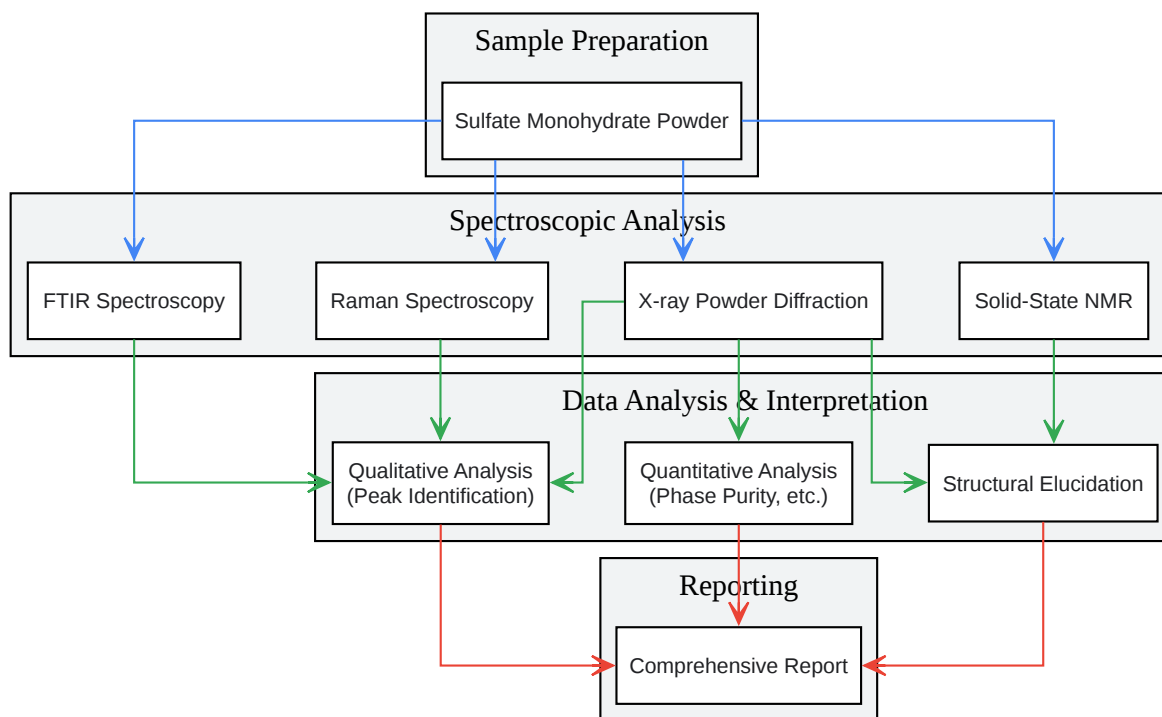 Sample Preparation
Sulfate Monohydrate Powder
Spectroscopic Analysis
FTIR Spectroscopy
Raman Spectroscopy
X-ray Powder Diffraction
Solid-State NMR
Data Analysis & Interpretation
Qualitative Analysis
(Peak Identification)
Quantitative Analysis
(Phase Purity, etc.)
Structural Elucidation
Reporting
Comprehensive Report